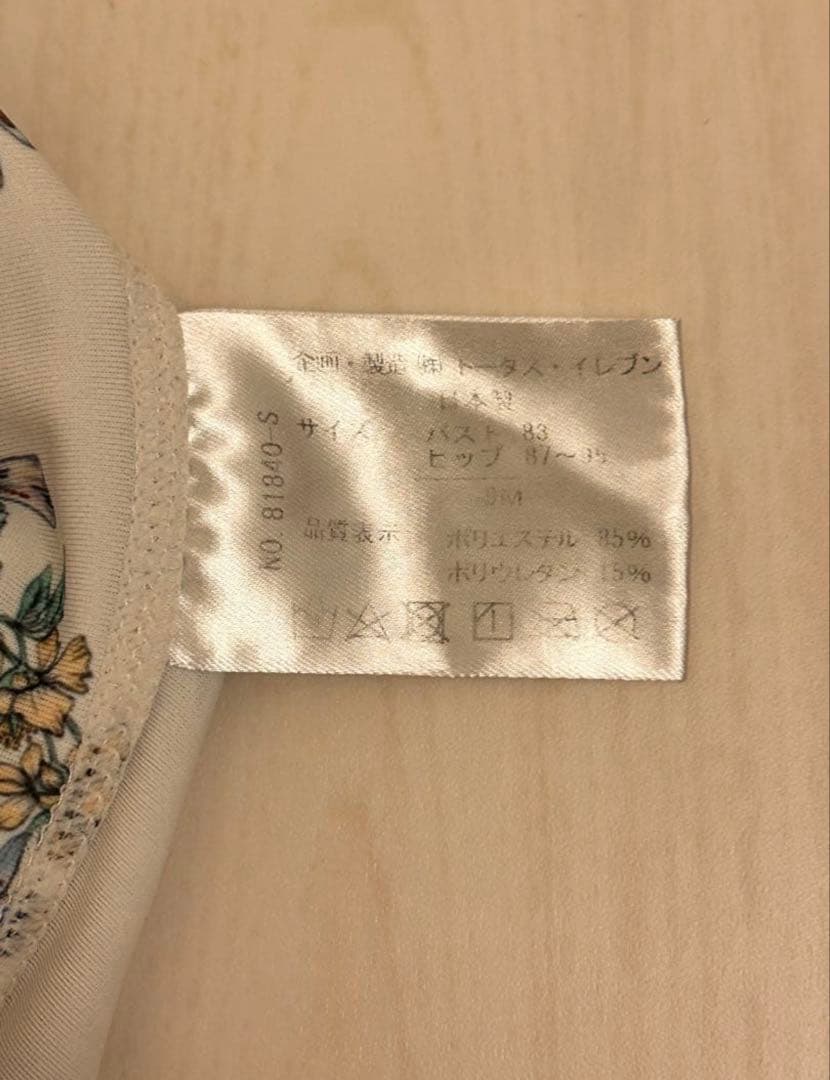 企画・製造 ㈱ トータス・イレブン
日本製
サイズ バスト 83
ヒップ 87〜95
9M
品質表示 ポリエステル 85%
ポリウレタン 15%
NO. 81840-S